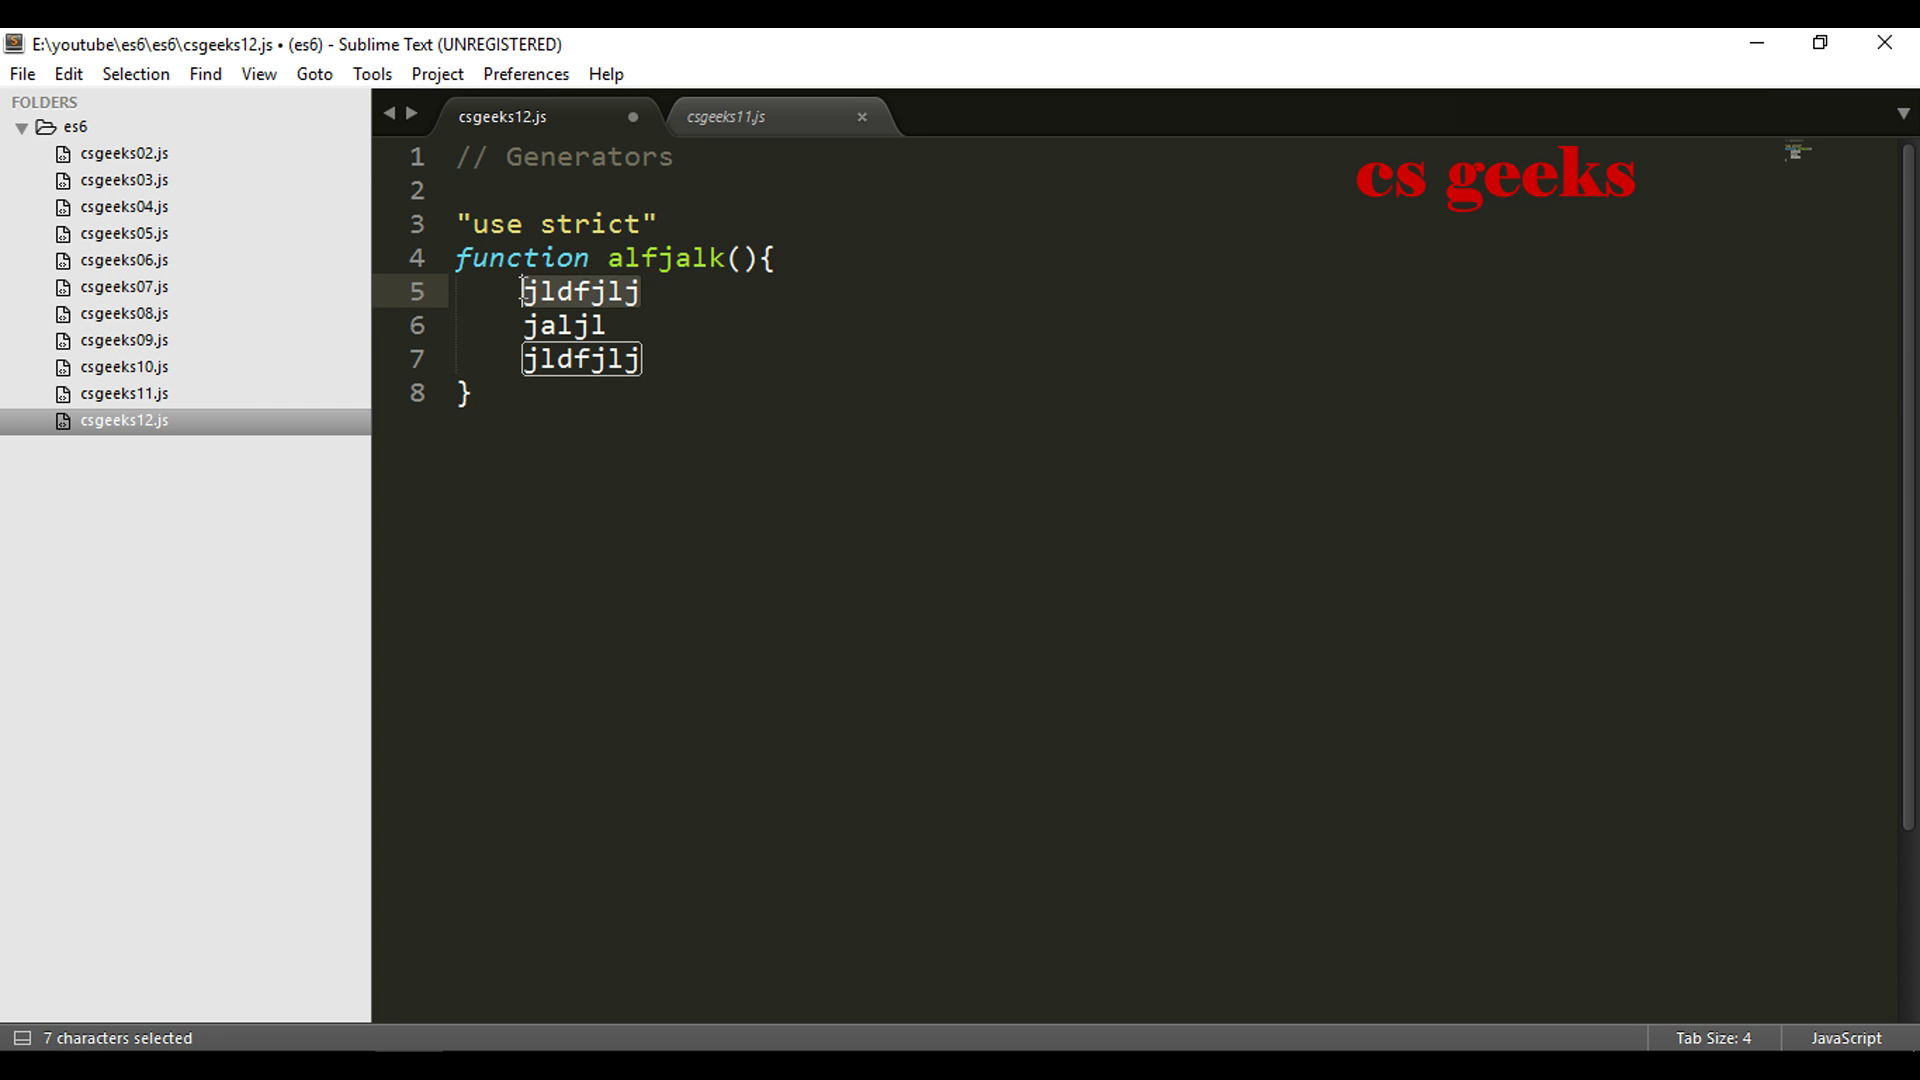 E:\youtube\es6\es6\csgeeks12.js • (es6) - Sublime Text (UNREGISTERED)
File Edit Selection Find View Goto Tools Project Preferences Help
FOLDERS
es6
csgeeks02.js
csgeeks03.js
csgeeks04.js
csgeeks05.js
csgeeks06.js
csgeeks07.js
csgeeks08.js
csgeeks09.js
csgeeks10.js
csgeeks11.js
csgeeks12.js
csgeeks12.js csgeeks11.js
cs geeks
1 // Generators
2
3 "use strict"
4 function alfjalk(){
5 jldfjlj
6 jaljl
7 jldfjlj
8 }
7 characters selected
Tab Size: 4 JavaScript